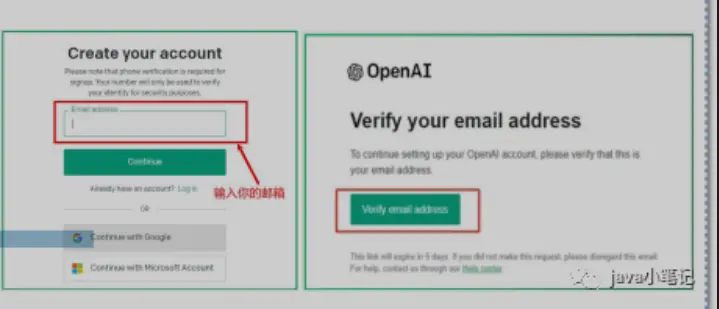 Create your account
Please note that phone verification is required for
signup. Your number will only be used to verify
your identity for security purposes.
Email address
Continue
输入你的邮箱
Already have an account? Log in
OR
Continue with Google
Continue with Microsoft Account
OpenAI
Verify your email address
To continue setting up your OpenAI account, please verify that this is
your email address.
Verify email address
This link will expire in 5 days. If you did not make this request, please disregard this email.
For help, contact us through our Help center.
java小笔记